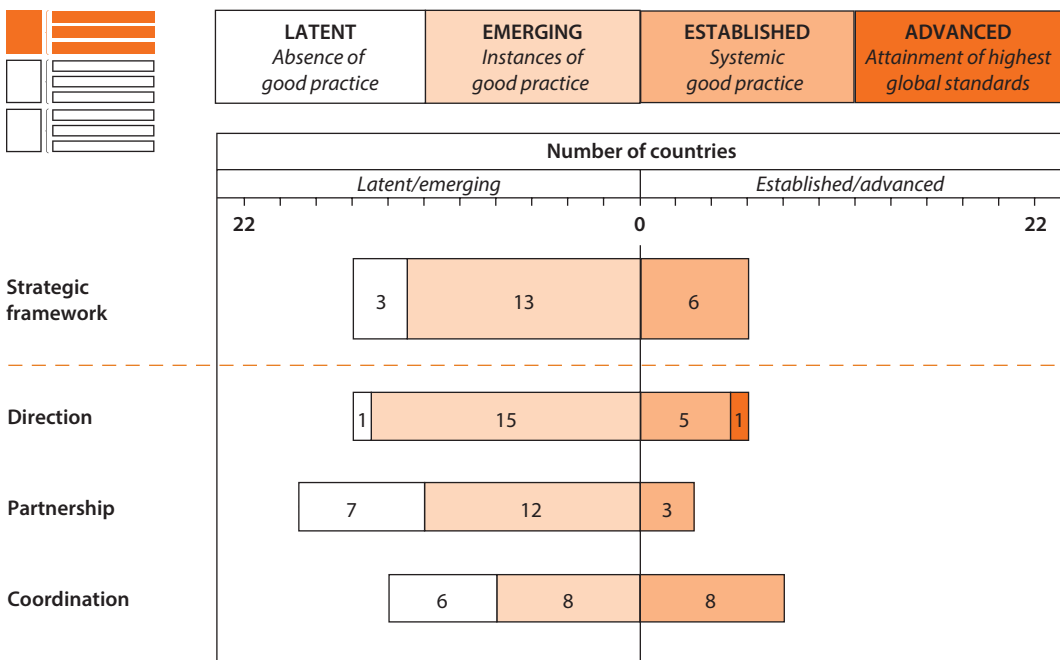 LATENT
Absence of
good practice
EMERGING
Instances of
good practice
ESTABLISHED
Systemic
good practice
ADVANCED
Attainment of highest
global standards
Number of countries
Latent/emerging
Established/advanced
22
0
22
Strategic
framework
3
13
6
Direction
1
15
5
1
Partnership
7
12
3
Coordination
6
8
8